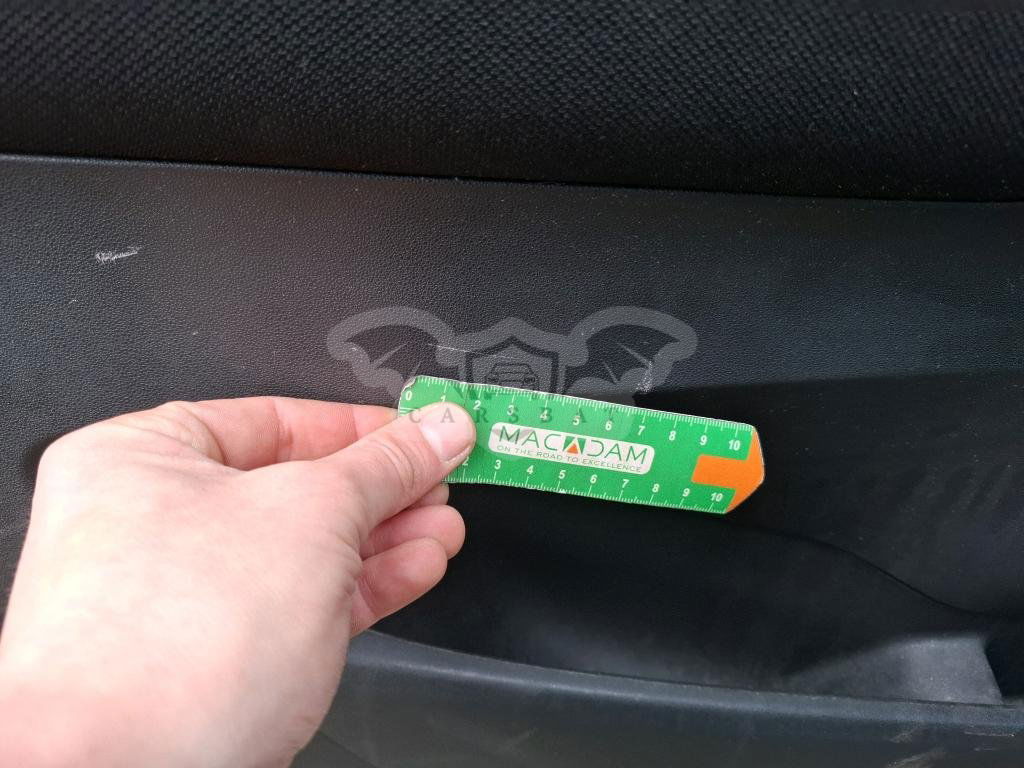 CARSBAT
0 1 2 3 4 5 6 7 8 9 10
MACADAM
ON THE ROAD TO EXCELLENCE
2 3 4 5 6 7 8 9 10